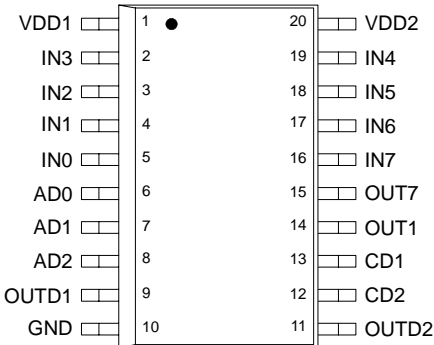 VDD1 1 20 VDD2
IN3 2 19 IN4
IN2 3 18 IN5
IN1 4 17 IN6
IN0 5 16 IN7
AD0 6 15 OUT7
AD1 7 14 OUT1
AD2 8 13 CD1
OUTD1 9 12 CD2
GND 10 11 OUTD2